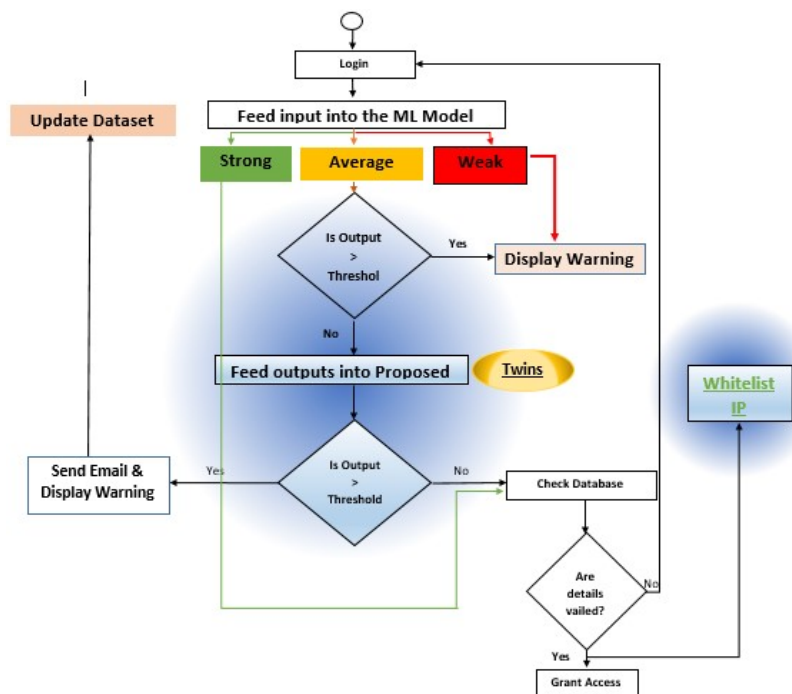 Login
Feed input into the ML Model
Update Dataset
Strong
Average
Weak
Is Output
>
Threshol
Yes
Display Warning
No
Feed outputs into Proposed
Twins
Whitelist
IP
Send Email &
Display Warning
Yes
Is Output
>
Threshold
No
Check Database
Are
details
vailed?
No
Yes
Grant Access